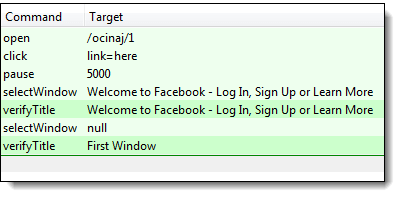 Command Target
open /ocinaj/1
click link=here
pause 5000
selectWindow Welcome to Facebook - Log In, Sign Up or Learn More
verifyTitle Welcome to Facebook - Log In, Sign Up or Learn More
selectWindow null
verifyTitle First Window